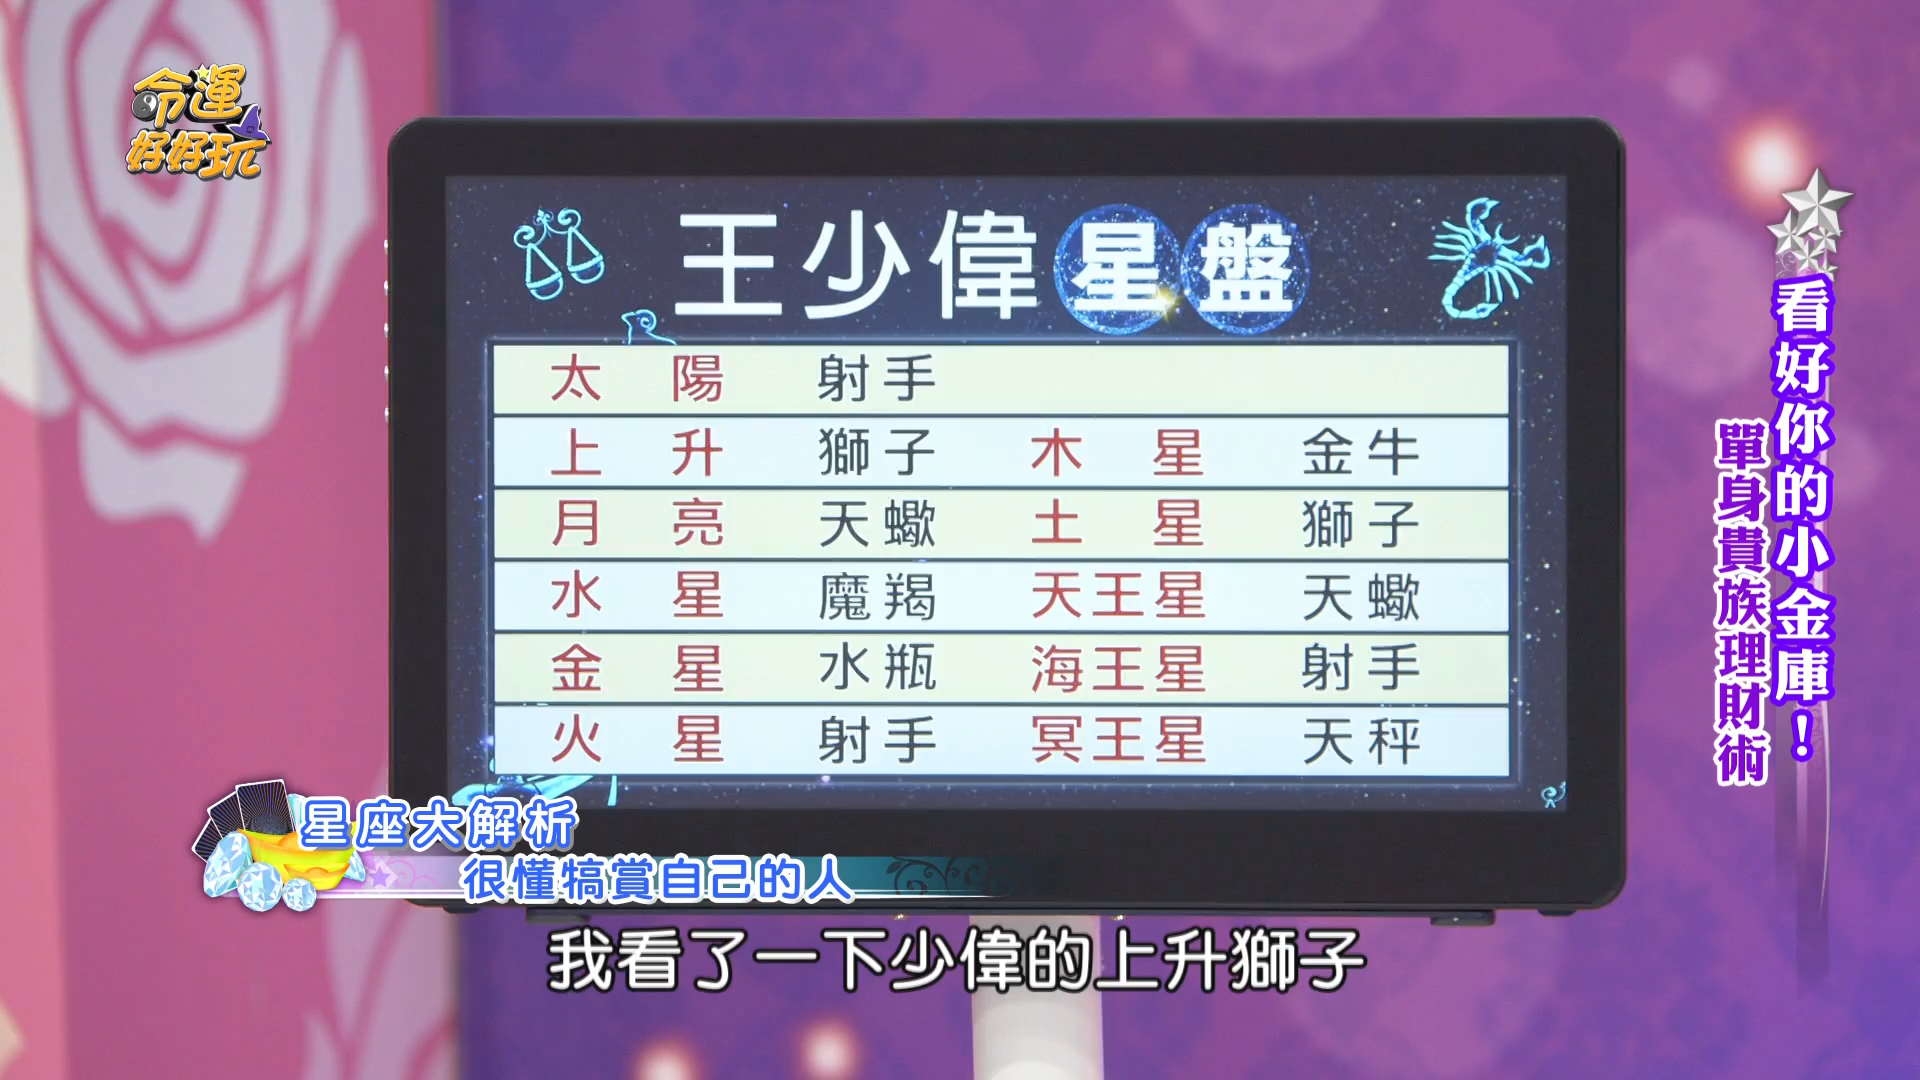 命運
好好玩
王少偉星盤
太陽 射手
上升 獅子 木星 金牛
月亮 天蠍 土星 獅子
水星 魔羯 天王星 天蠍
金星 水瓶 海王星 射手
火星 射手 冥王星 天秤
看好你的小金庫!
單身貴族理財術
星座大解析
很懂犒賞自己的人
我看了一下少偉的上升獅子